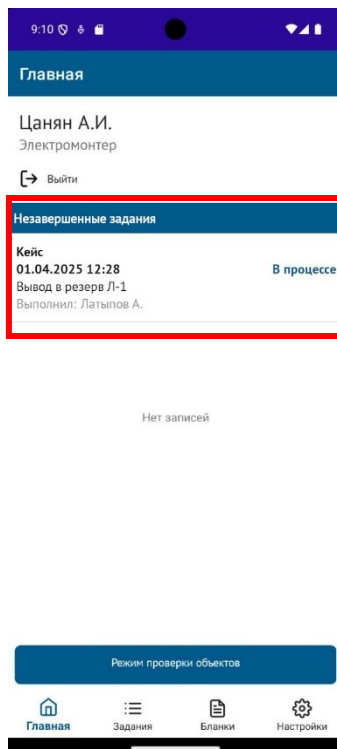 9:10
Главная
Цанян А.И.
Электромонтер
Выйти
Незавершенные задания
Кейс
01.04.2025 12:28
В процессе
Вывод в резерв Л-1
Выполнил: Латыпов А.
Нет записей
Режим проверки объектов
Главная
Задания
Бланки
Настройки